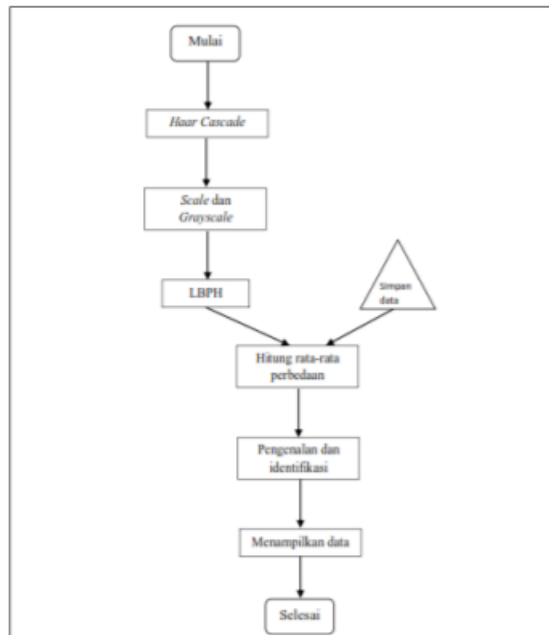 Mulai
Haar Cascade
Scale dan
Grayscale
LBPH
Simpan
data
Hitung rata-rata
perbedaan
Pengenalan dan
identifikasi
Menampilkan data
Selesai